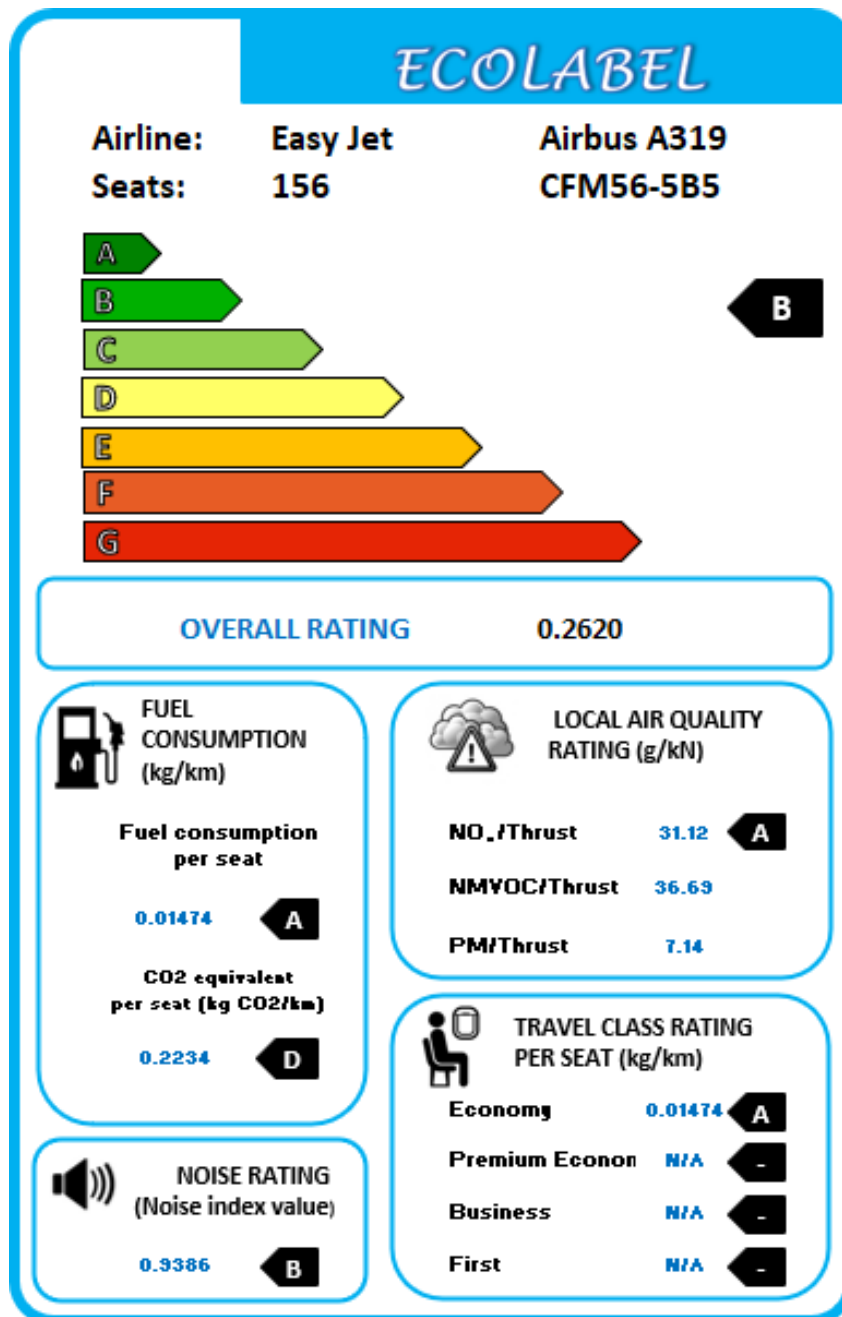 ECOLABEL
Airline: Easy Jet Airbus A319
Seats: 156 CFM56-5B5
A
B B
C
D
E
F
G
OVERALL RATING 0.2620
FUEL
CONSUMPTION
(kg/km)
Fuel consumption
per seat
0.01474 A
CO2 equivalent
per seat (kg CO2/km)
0.2234 D
NOISE RATING
(Noise index value)
0.9386 B
LOCAL AIR QUALITY
RATING (g/kN)
NOx/Thrust 31.12 A
NMVOC/Thrust 36.69
PM/Thrust 7.14
TRAVEL CLASS RATING
PER SEAT (kg/km)
Economy 0.01474 A
Premium Econon N/A -
Business N/A -
First N/A -